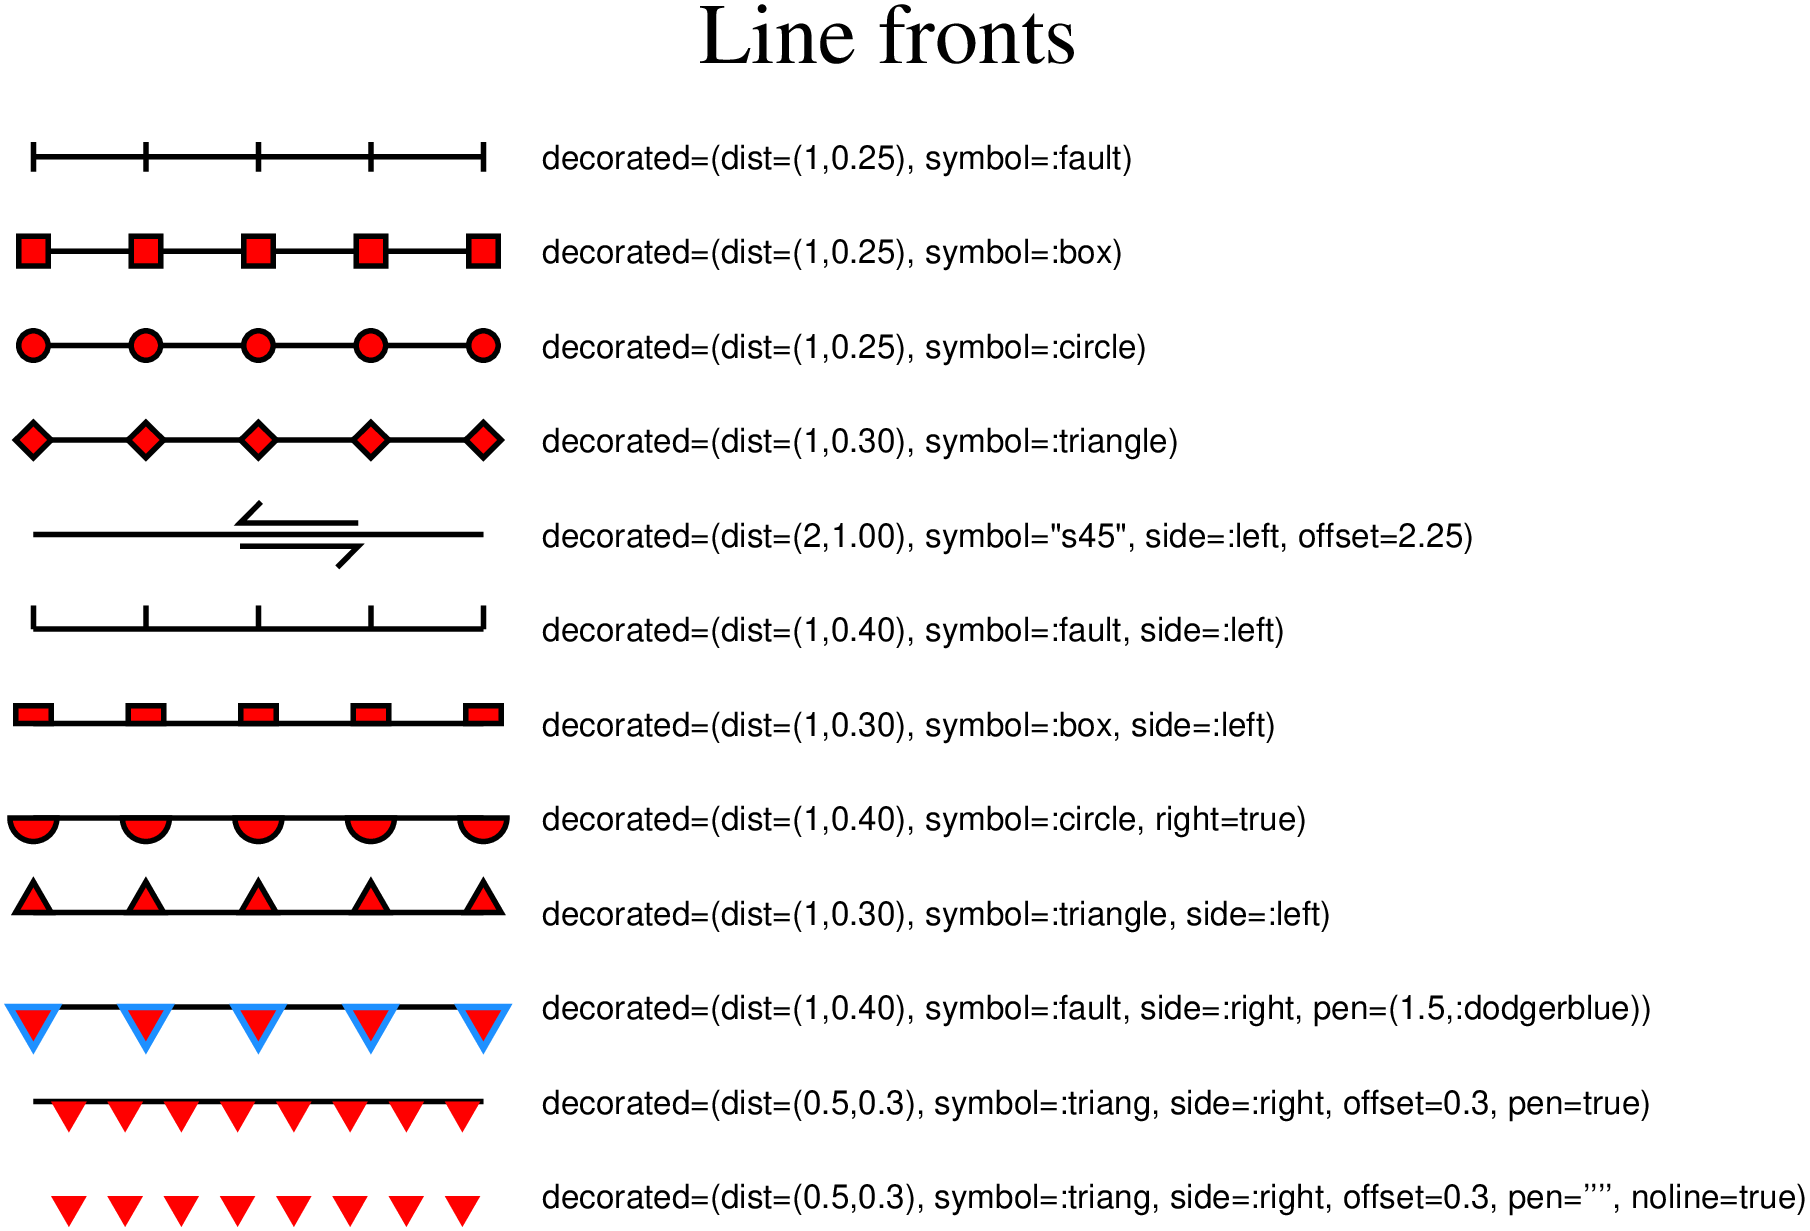 Line fronts
decorated=(dist=(1,0.25), symbol=:fault)
decorated=(dist=(1,0.25), symbol=:box)
decorated=(dist=(1,0.25), symbol=:circle)
decorated=(dist=(1,0.30), symbol=:triangle)
decorated=(dist=(2,1.00), symbol="s45", side=:left, offset=2.25)
decorated=(dist=(1,0.40), symbol=:fault, side=:left)
decorated=(dist=(1,0.30), symbol=:box, side=:left)
decorated=(dist=(1,0.40), symbol=:circle, right=true)
decorated=(dist=(1,0.30), symbol=:triangle, side=:left)
decorated=(dist=(1,0.40), symbol=:fault, side=:right, pen=(1.5,:dodgerblue))
decorated=(dist=(0.5,0.3), symbol=:triang, side=:right, offset=0.3, pen=true)
decorated=(dist=(0.5,0.3), symbol=:triang, side=:right, offset=0.3, pen=’’’’, noline=true)